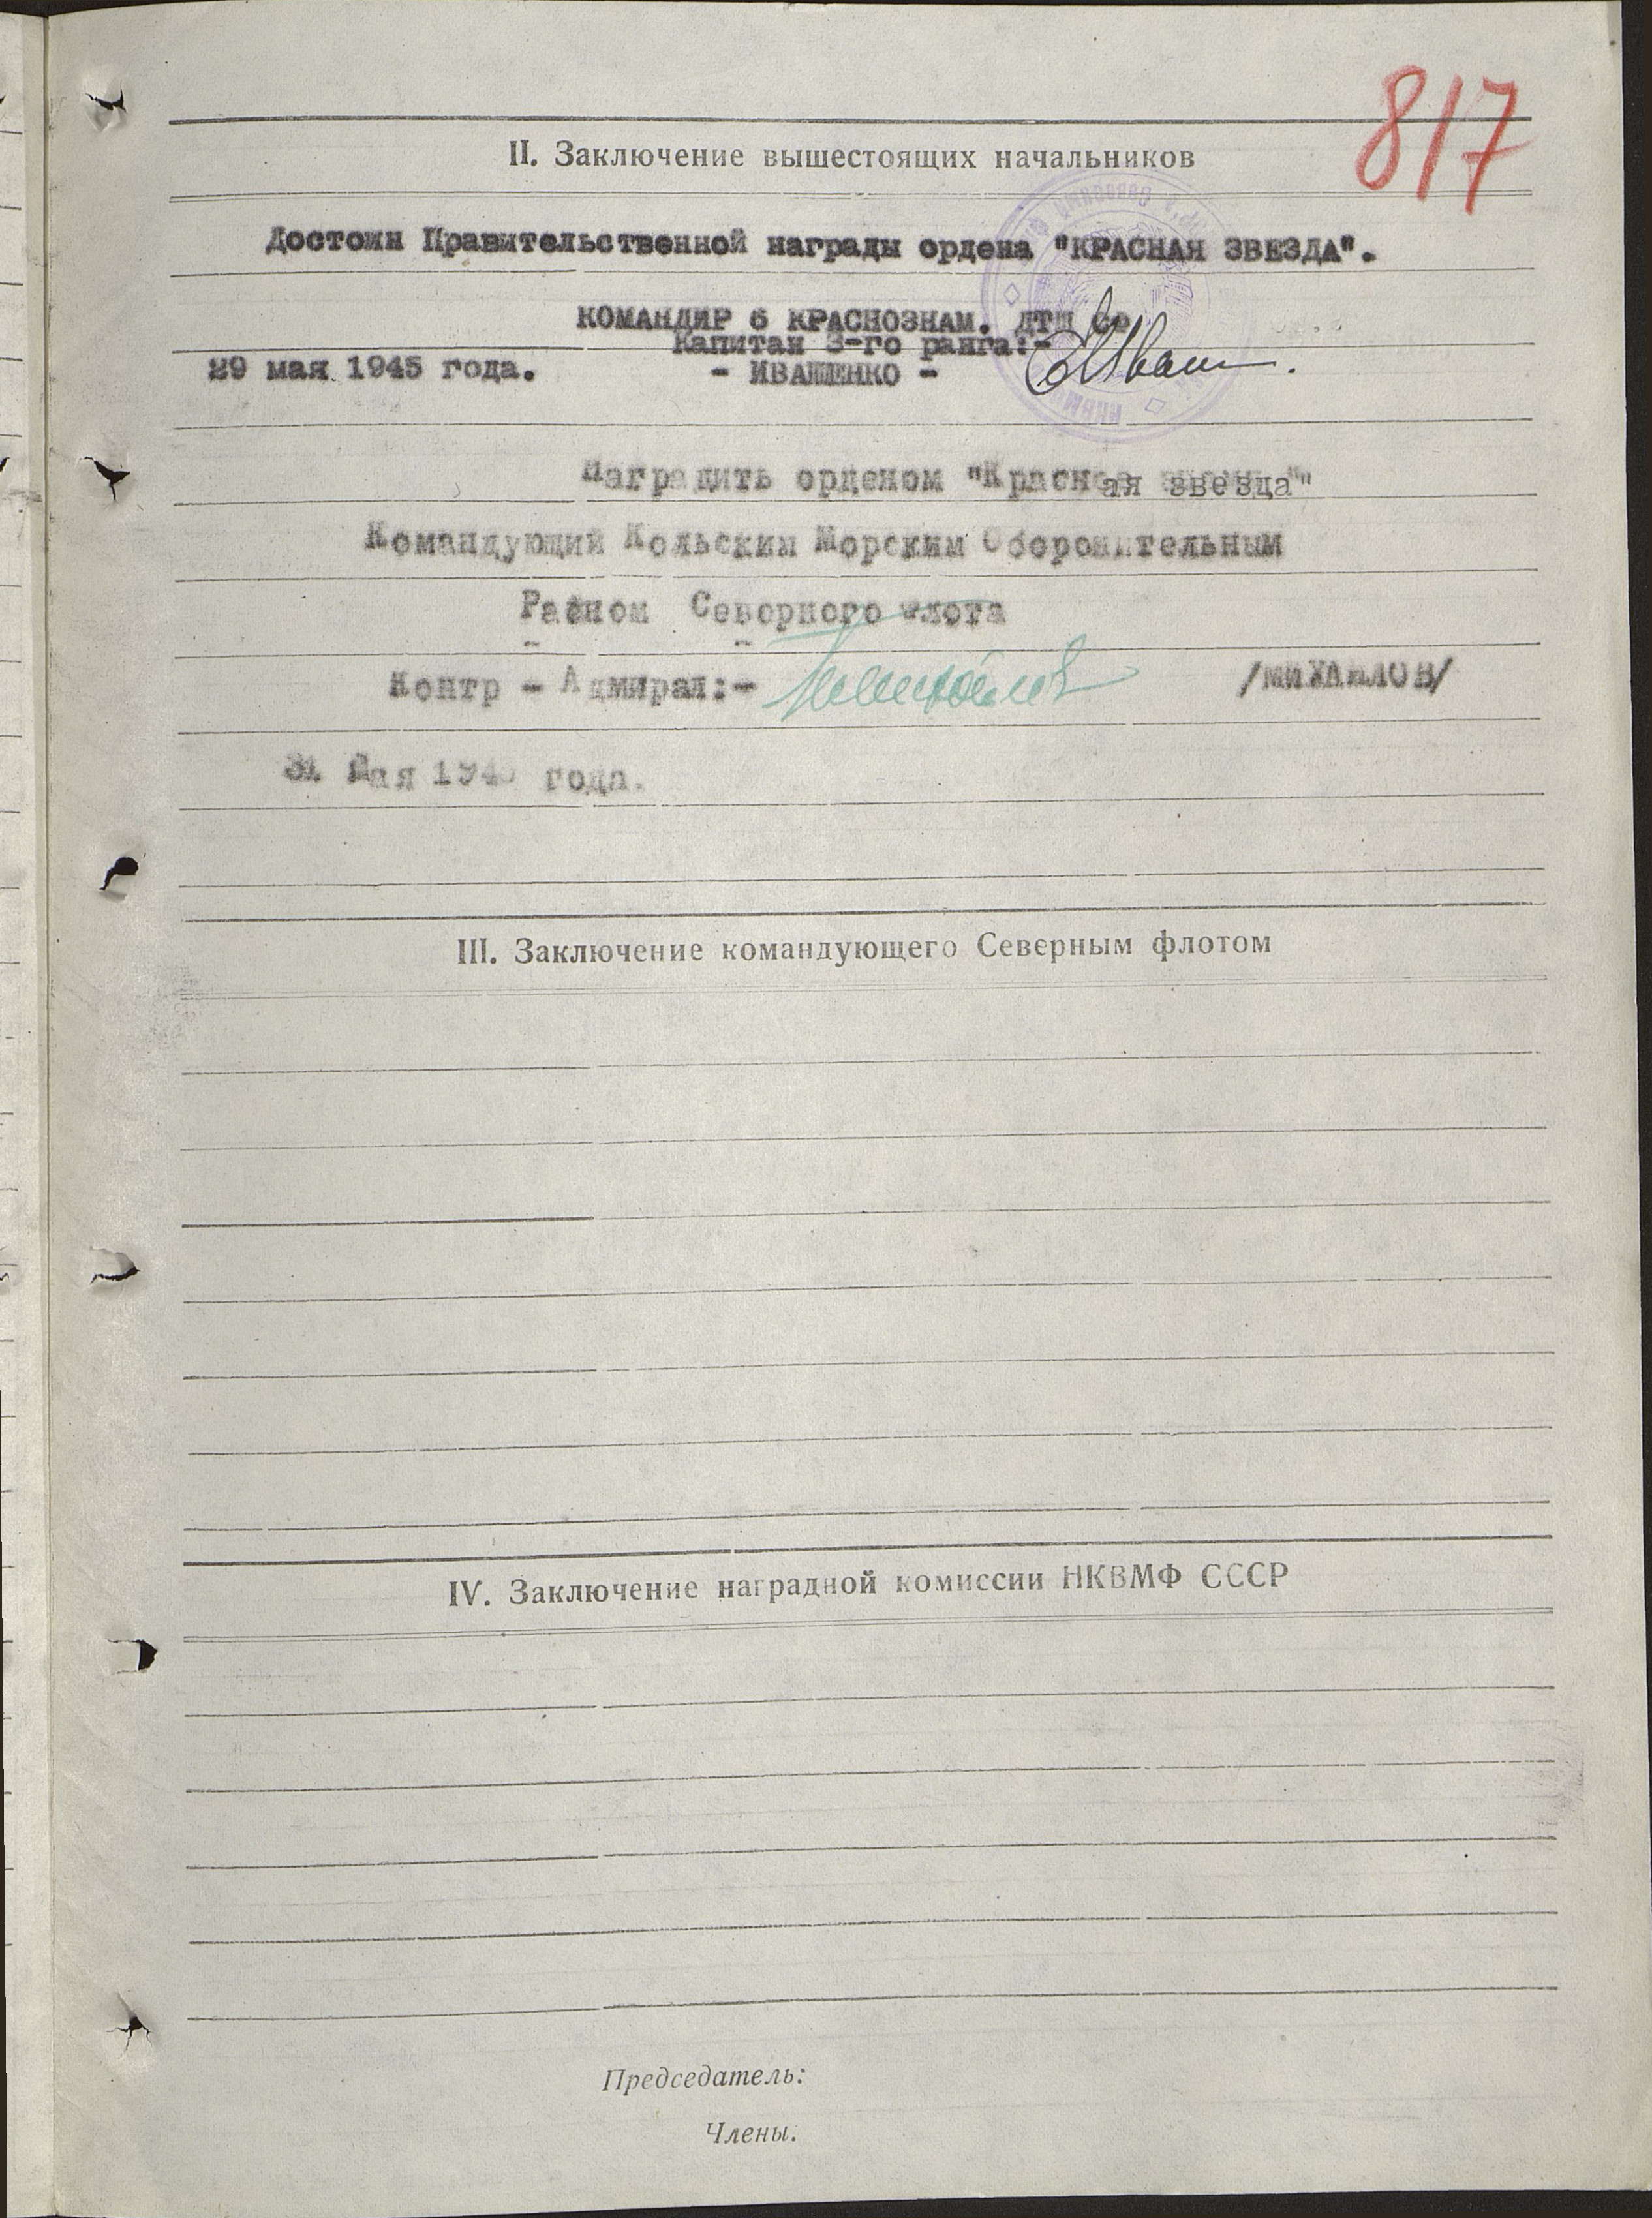 817
II. Заключение вышестоящих начальников
Достоин Правительственной награды ордена "КРАСНАЯ ЗВЕЗДА".
КОМАНДИР 6 КРАСНОЗНАМ. ДТЩ СФ
Капитан 3-го ранга:-
29 мая 1945 года.
- ИВАЩЕНКО -
Наградить орденом "Красная звезда"
Командующий Кольским Морским Оборонительным
Районом Северного Флота
Контр - Адмирал:- /МИХАЙЛОВ/
31 Мая 1945 года.
III. Заключение командующего Северным флотом
IV. Заключение наградной комиссии НКВМФ СССР
Председатель:
Члены.